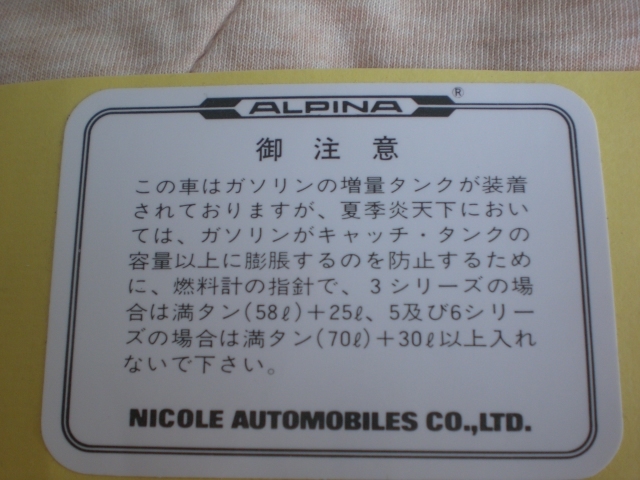 ALPINA®
御注意
この車はガソリンの増量タンクが装着
されておりますが、夏季炎天下におい
ては、ガソリンがキャッチ・タンクの
容量以上に膨脹するのを防止するため
に、燃料計の指針で、3シリーズの場
合は満タン(58ℓ)+25ℓ、5及び6シリー
ズの場合は満タン(70ℓ)+30ℓ以上入れ
ないで下さい。
NICOLE AUTOMOBILES CO.,LTD.